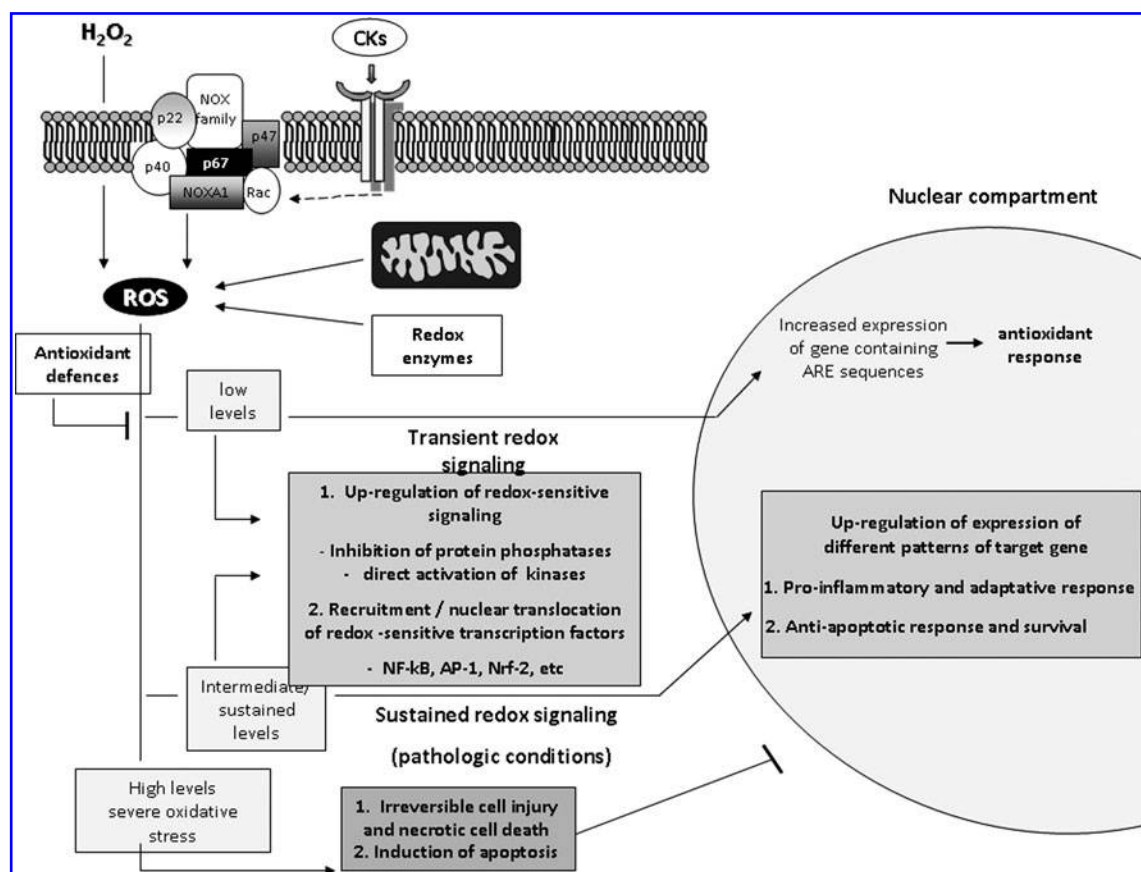 H₂O₂
CKs
NOX
family
p22
p47
p40
p67
NOXA1
Rac
Nuclear compartment
ROS
Redox
enzymes
Antioxidant
defences
Increased expression
of gene containing
ARE sequences
antioxidant
response
low
levels
Transient redox
signaling
1. Up-regulation of redox-sensitive
signaling
- Inhibition of protein phosphatases
- direct activation of kinases
2. Recruitment / nuclear translocation
of redox -sensitive transcription factors
- NF-kB, AP-1, Nrf-2, etc
Up-regulation of expression of
different patterns of target gene
1. Pro-inflammatory and adaptative response
2. Anti-apoptotic response and survival
Intermediate/
sustained
levels
Sustained redox signaling
(pathologic conditions)
High levels
severe oxidative
stress
1. Irreversible cell injury
and necrotic cell death
2. Induction of apoptosis